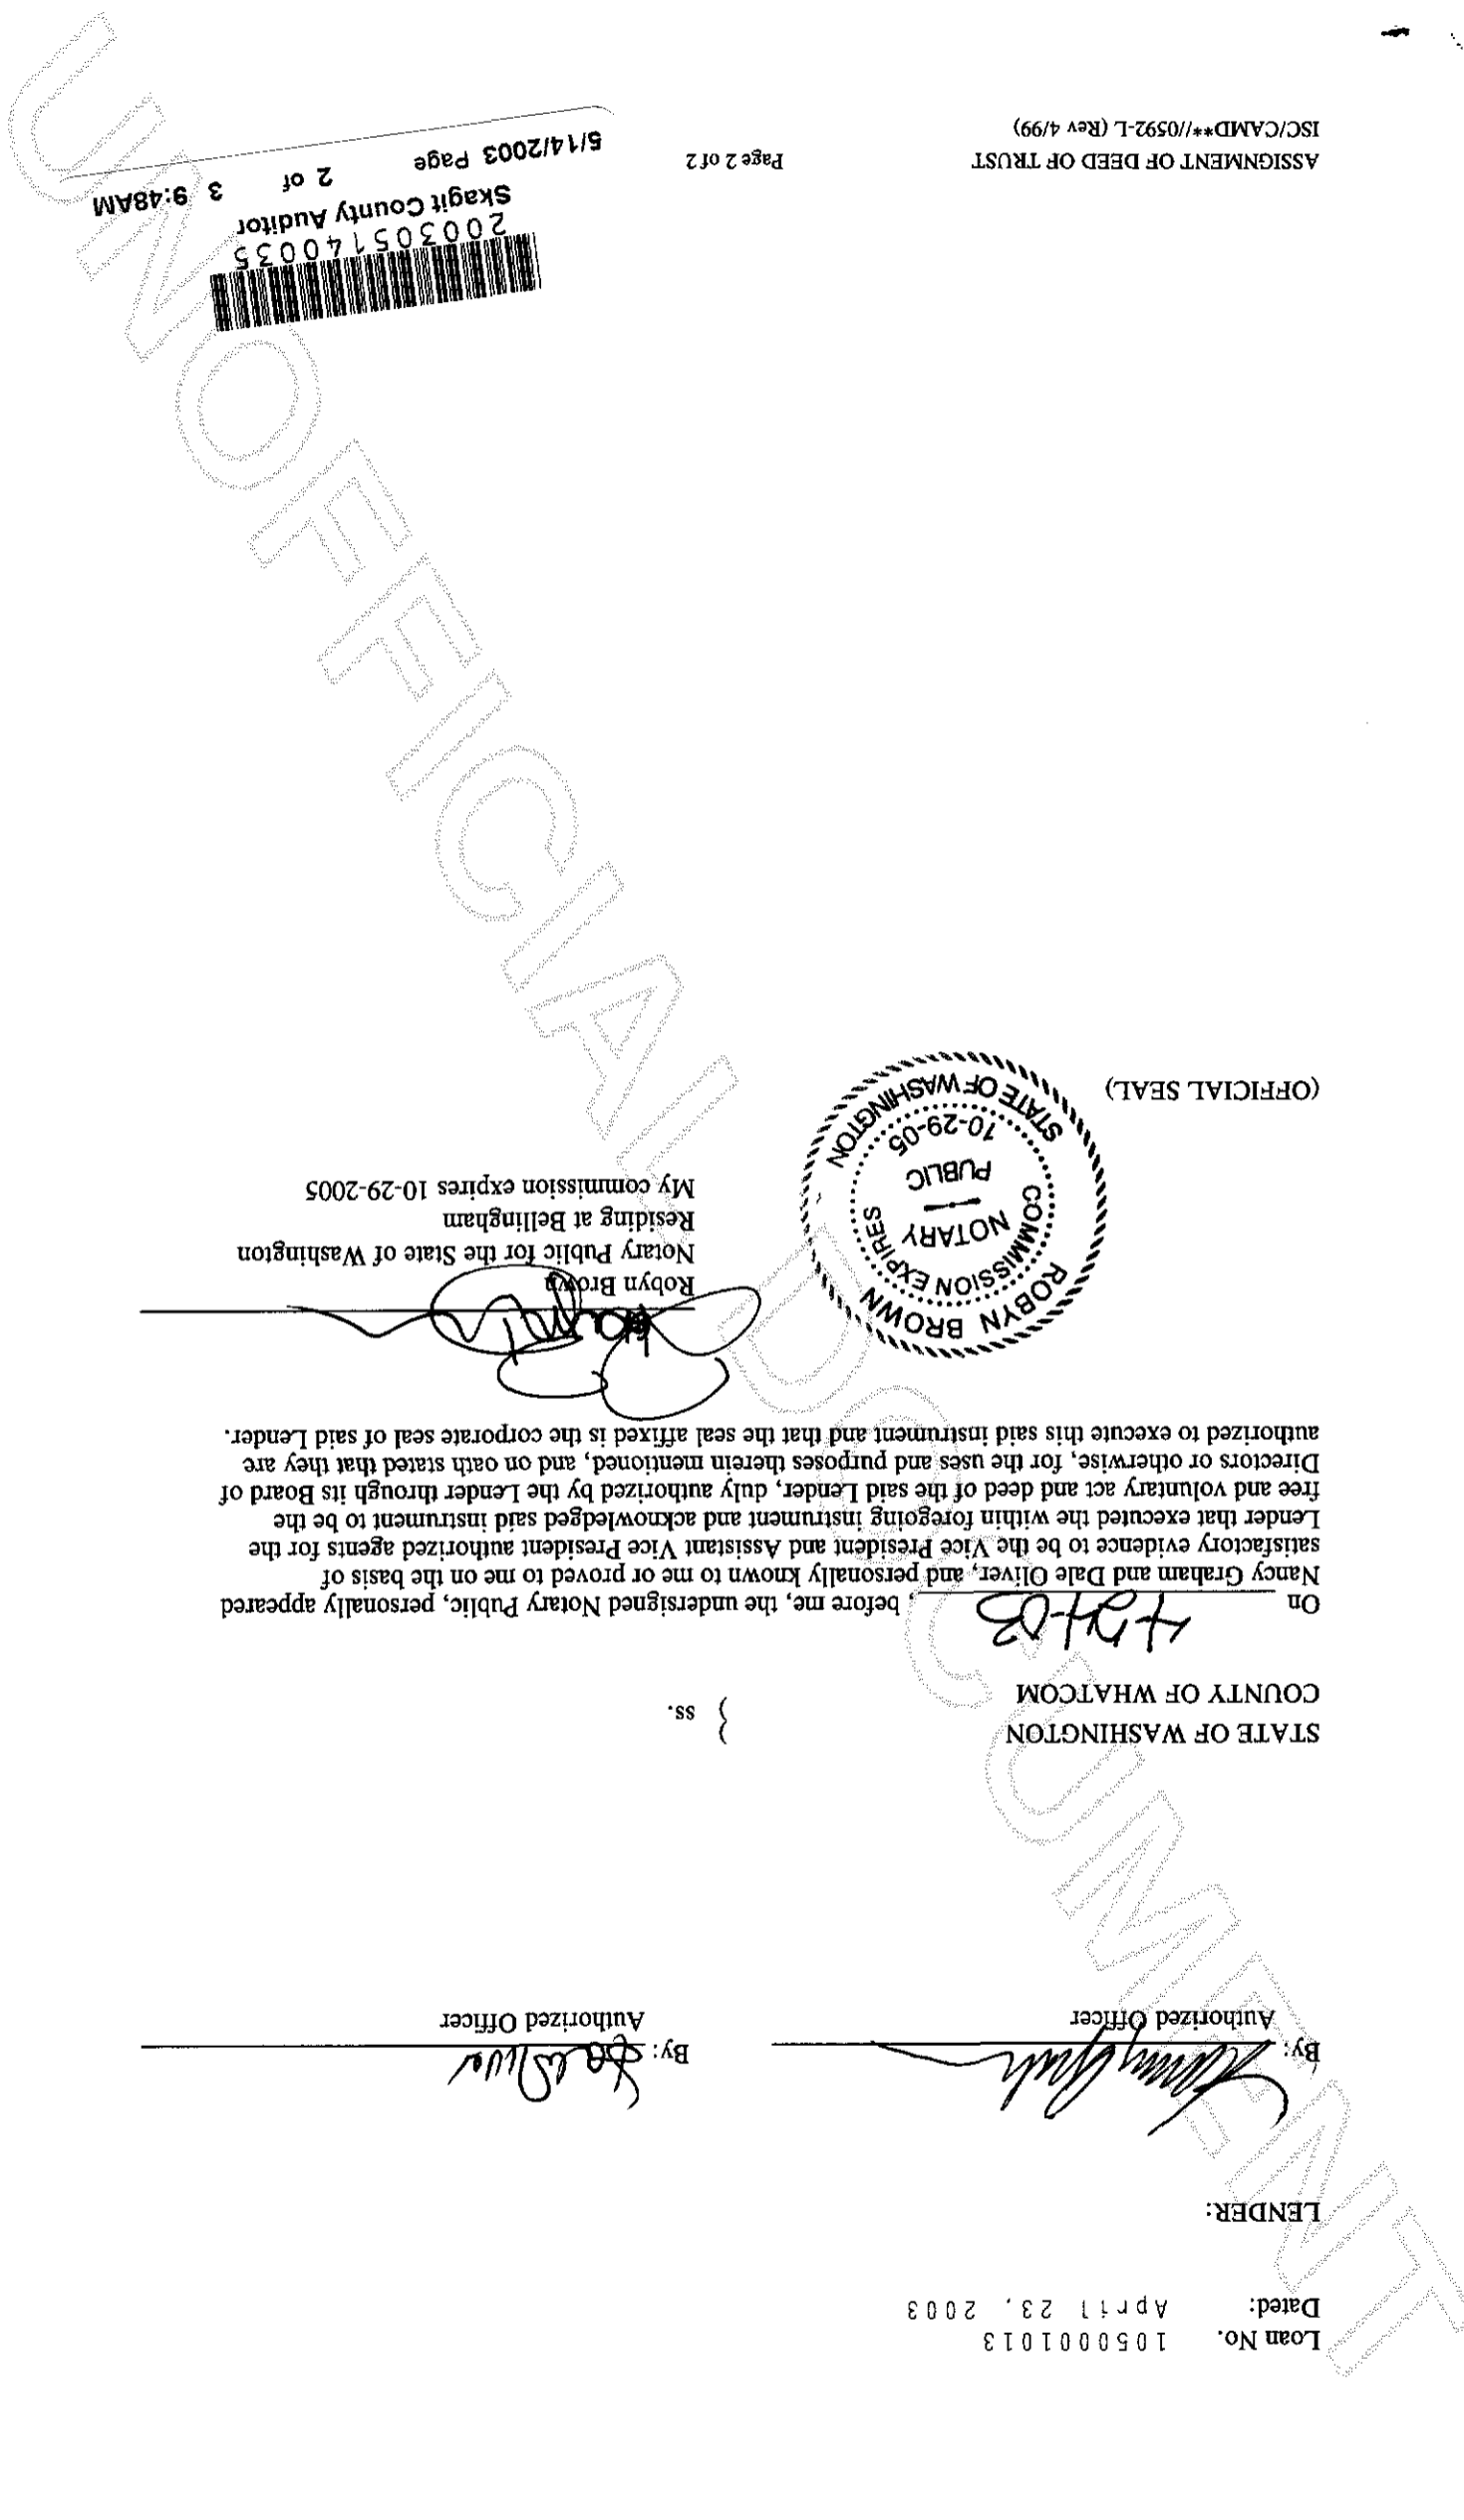 Loan No. 1050001013
Dated: April 23, 2003
LENDER:
By: By:
Authorized Officer Authorized Officer
STATE OF WASHINGTON
} ss.
COUNTY OF WHATCOM
On 4-24-03, before me, the undersigned Notary Public, personally appeared
Nancy Graham and Dale Oliver, and personally known to me or proved to me on the basis of
satisfactory evidence to be the Vice President and Assistant Vice President authorized agents for the
Lender that executed the within foregoing instrument and acknowledged said instrument to be the
free and voluntary act and deed of the said Lender, duly authorized by the Lender through its Board of
Directors or otherwise, for the uses and purposes therein mentioned, and on oath stated that they are
authorized to execute this said instrument and that the seal affixed is the corporate seal of said Lender.
Robyn Brown
Notary Public for the State of Washington
Residing at Bellingham
My commission expires 10-29-2005
ROBYN BROWN
COMMISSION EXPIRES
NOTARY
PUBLIC
10-29-05
STATE OF WASHINGTON
(OFFICIAL SEAL)
200305140035
Skagit County Auditor
5/14/2003 Page 2 of 3 9:48AM
ASSIGNMENT OF DEED OF TRUST Page 2 of 2
ISC/CAMD**//0592-L (Rev 4/99)
UNOFFICIAL DOCUMENT